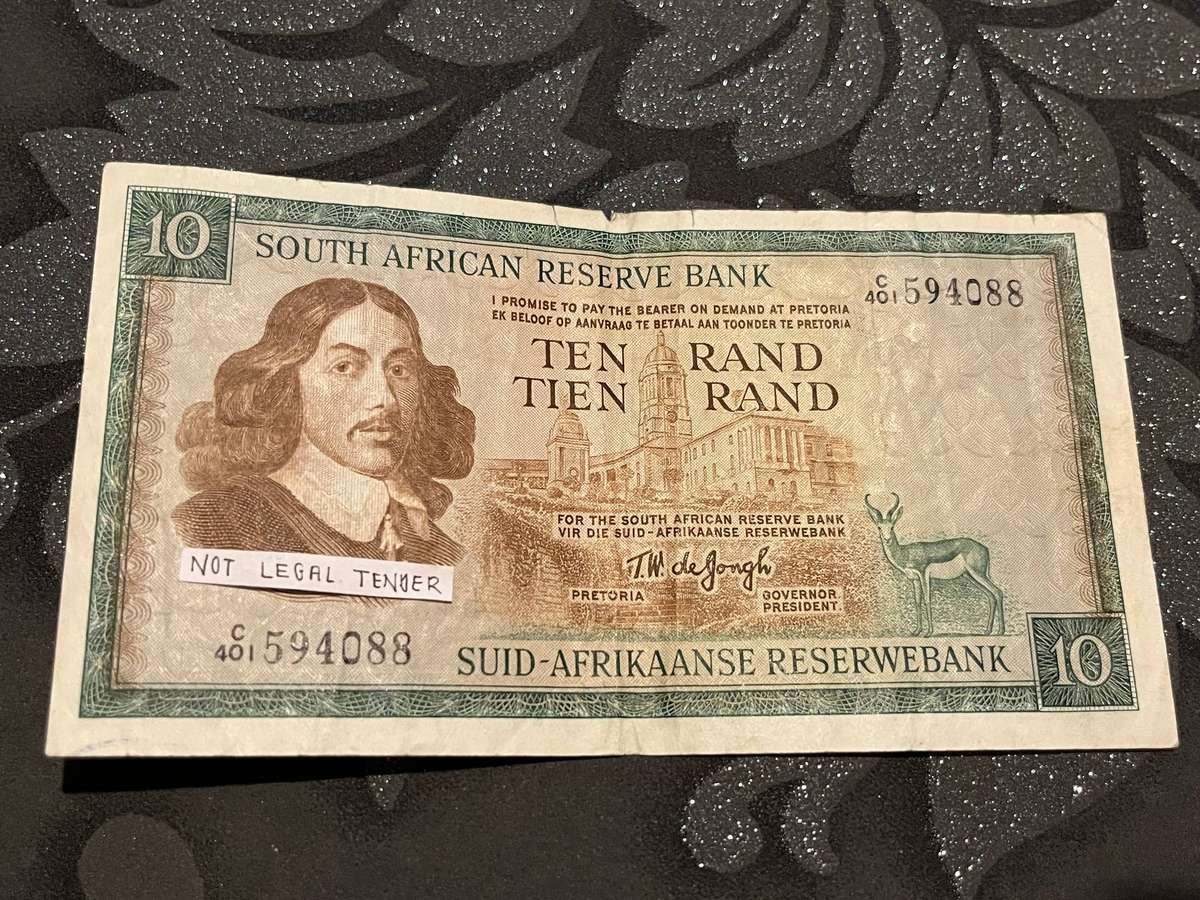 10
SOUTH AFRICAN RESERVE BANK
C/401 594088
I PROMISE TO PAY THE BEARER ON DEMAND AT PRETORIA
EK BELOOF OP AANVRAAG TE BETAAL AAN TOONDER TE PRETORIA
TEN RAND
TIEN RAND
FOR THE SOUTH AFRICAN RESERVE BANK
VIR DIE SUID-AFRIKAANSE RESERWEBANK
T.W. de Jongh
PRETORIA
GOVERNOR
PRESIDENT.
NOT LEGAL TENDER
C/401 594088
SUID-AFRIKAANSE RESERWEBANK
10